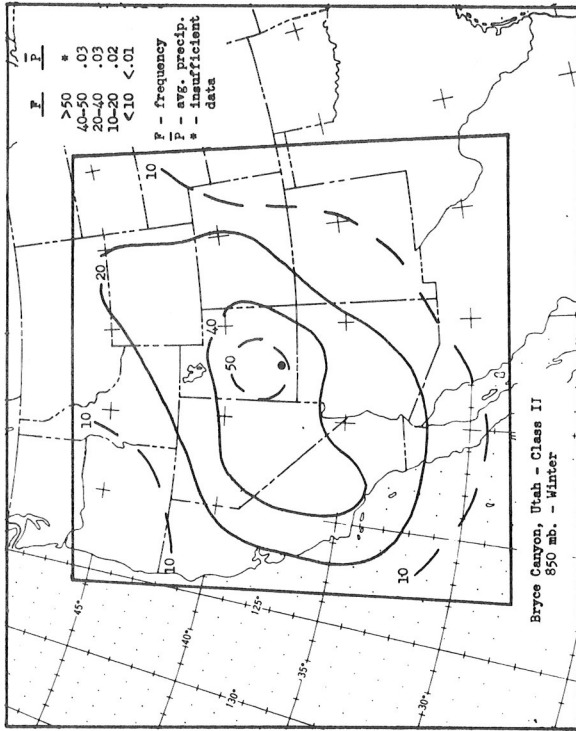 F P̅
>50 *
40-50 .03
20-40 .03
10-20 .02
<10 <.01
F - frequency
P̅ - avg. precip.
* - insufficient
data
10
20
40
50
10
10
10
45°
40°
35°
30°
125°
130°
Bryce Canyon, Utah - Class II
850 mb. - Winter